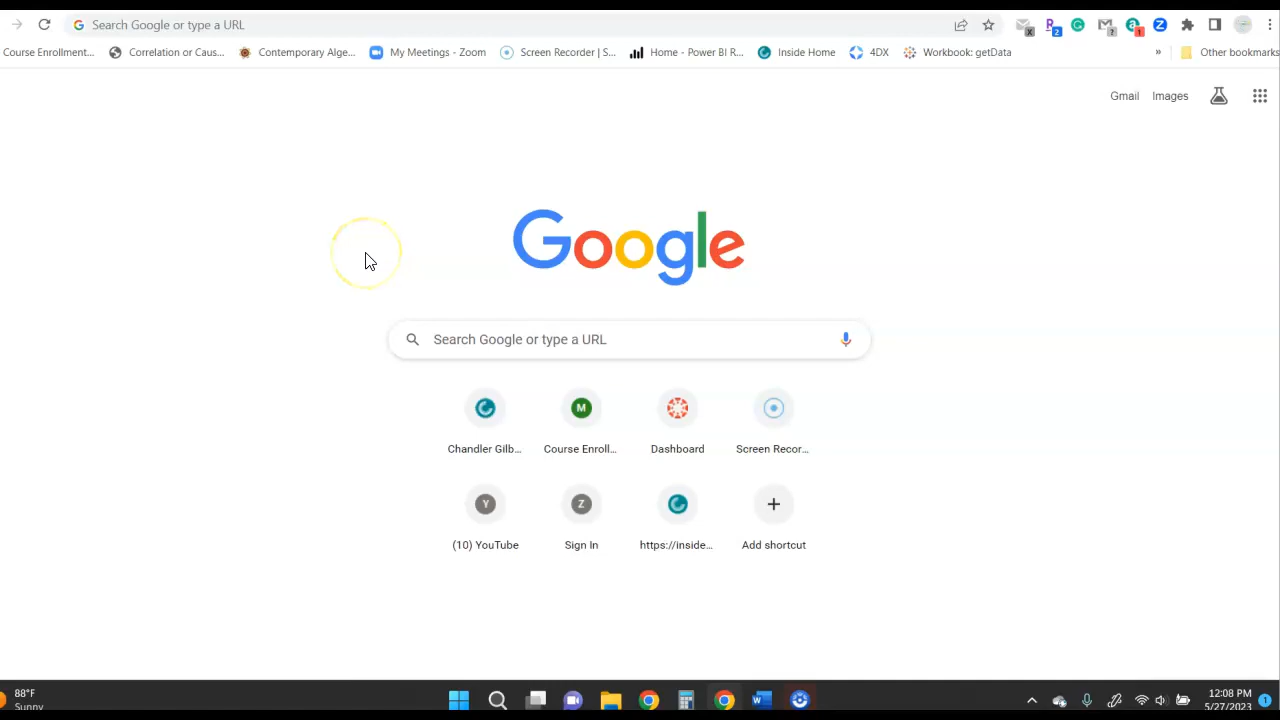 Search Google or type a URL
X
2
?
1
Course Enrollment...
Correlation or Caus...
Contemporary Alge...
My Meetings - Zoom
Screen Recorder | S...
Home - Power BI R...
Inside Home
4DX
Workbook: getData
»
Other bookmarks
Gmail
Images
Google
Search Google or type a URL
M
Chandler Gilb...
Course Enroll...
Dashboard
Screen Recor...
Y
Z
(10) YouTube
Sign In
https://inside...
Add shortcut
88°F
Sunny
12:08 PM
5/27/2023
1